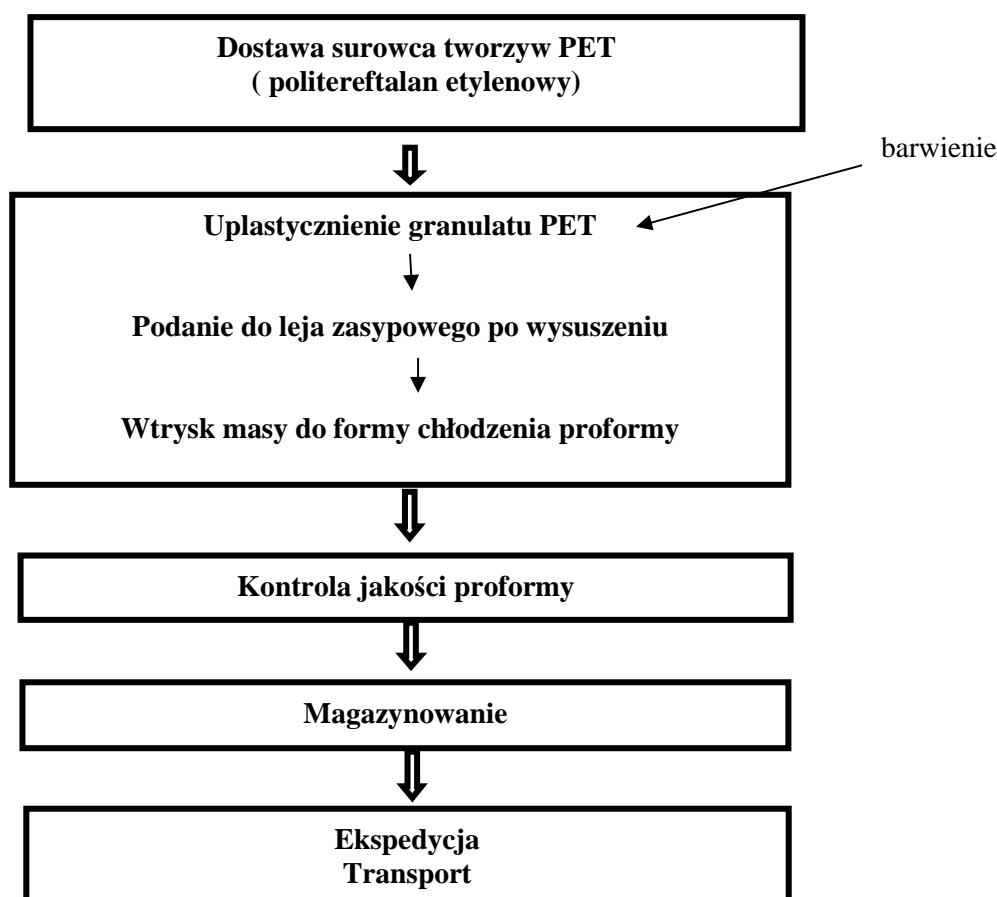 Dostawa surowca tworzyw PET
( politereftalan etylenowy)
barwienie
Uplastycznienie granulatu PET
Podanie do leja zasypowego po wysuszeniu
Wtrysk masy do formy chłodzenia proformy
Kontrola jakości proformy
Magazynowanie
Ekspedycja
Transport